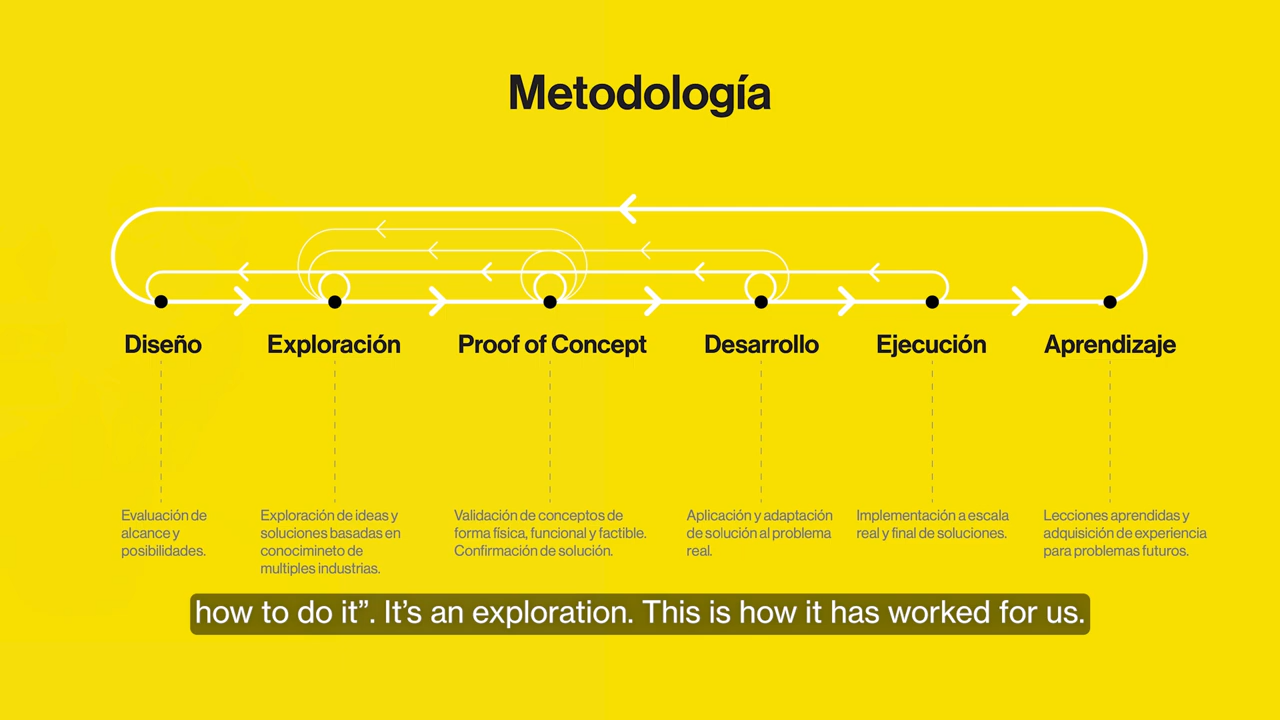 Metodología
Diseño
Exploración
Proof of Concept
Desarrollo
Ejecución
Aprendizaje
Evaluación de
alcance y
posibilidades.
Exploración de ideas y
soluciones basadas en
conocimineto de
multiples industrias.
Validación de conceptos de
forma física, funcional y factible.
Confirmación de solución.
Aplicación y adaptación
de solución al problema
real.
Implementación a escala
real y final de soluciones.
Lecciones aprendidas y
adquisición de experiencia
para problemas futuros.
how to do it”. It’s an exploration. This is how it has worked for us.